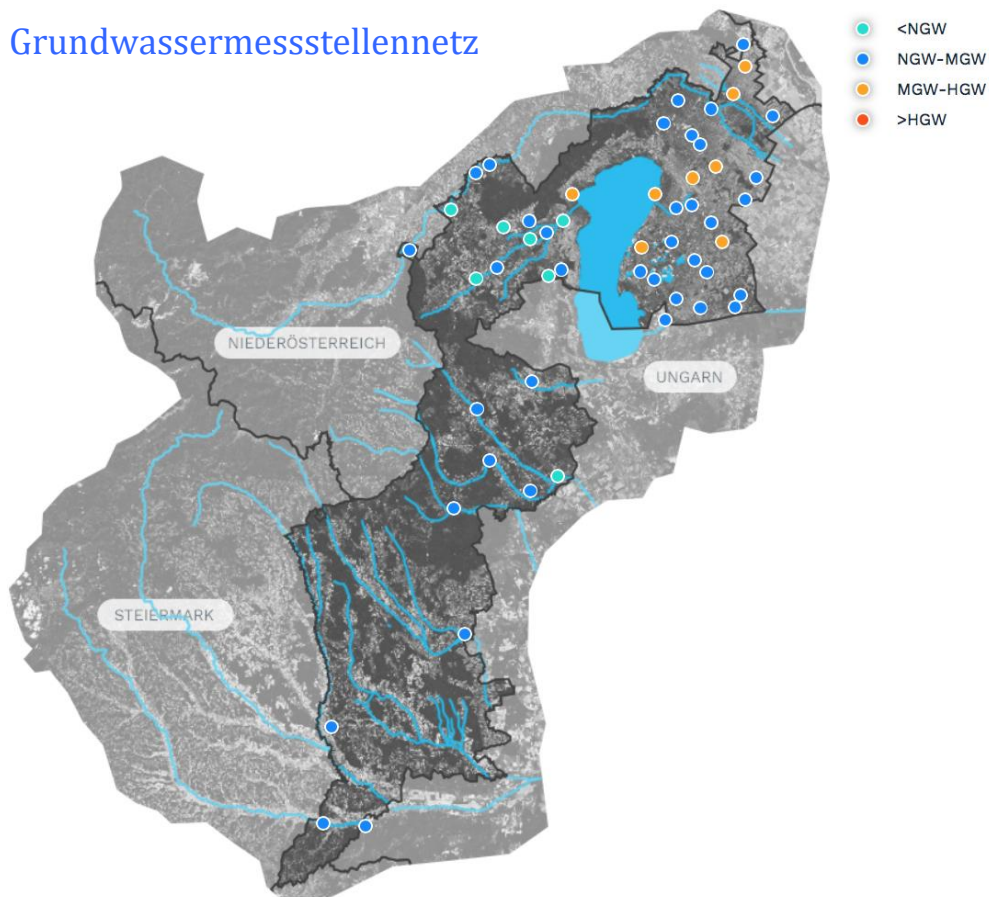 Grundwassermessstellennetz
<NGW
NGW-MGW
MGW-HGW
>HGW
NIEDERÖSTERREICH
UNGARN
STEIERMARK